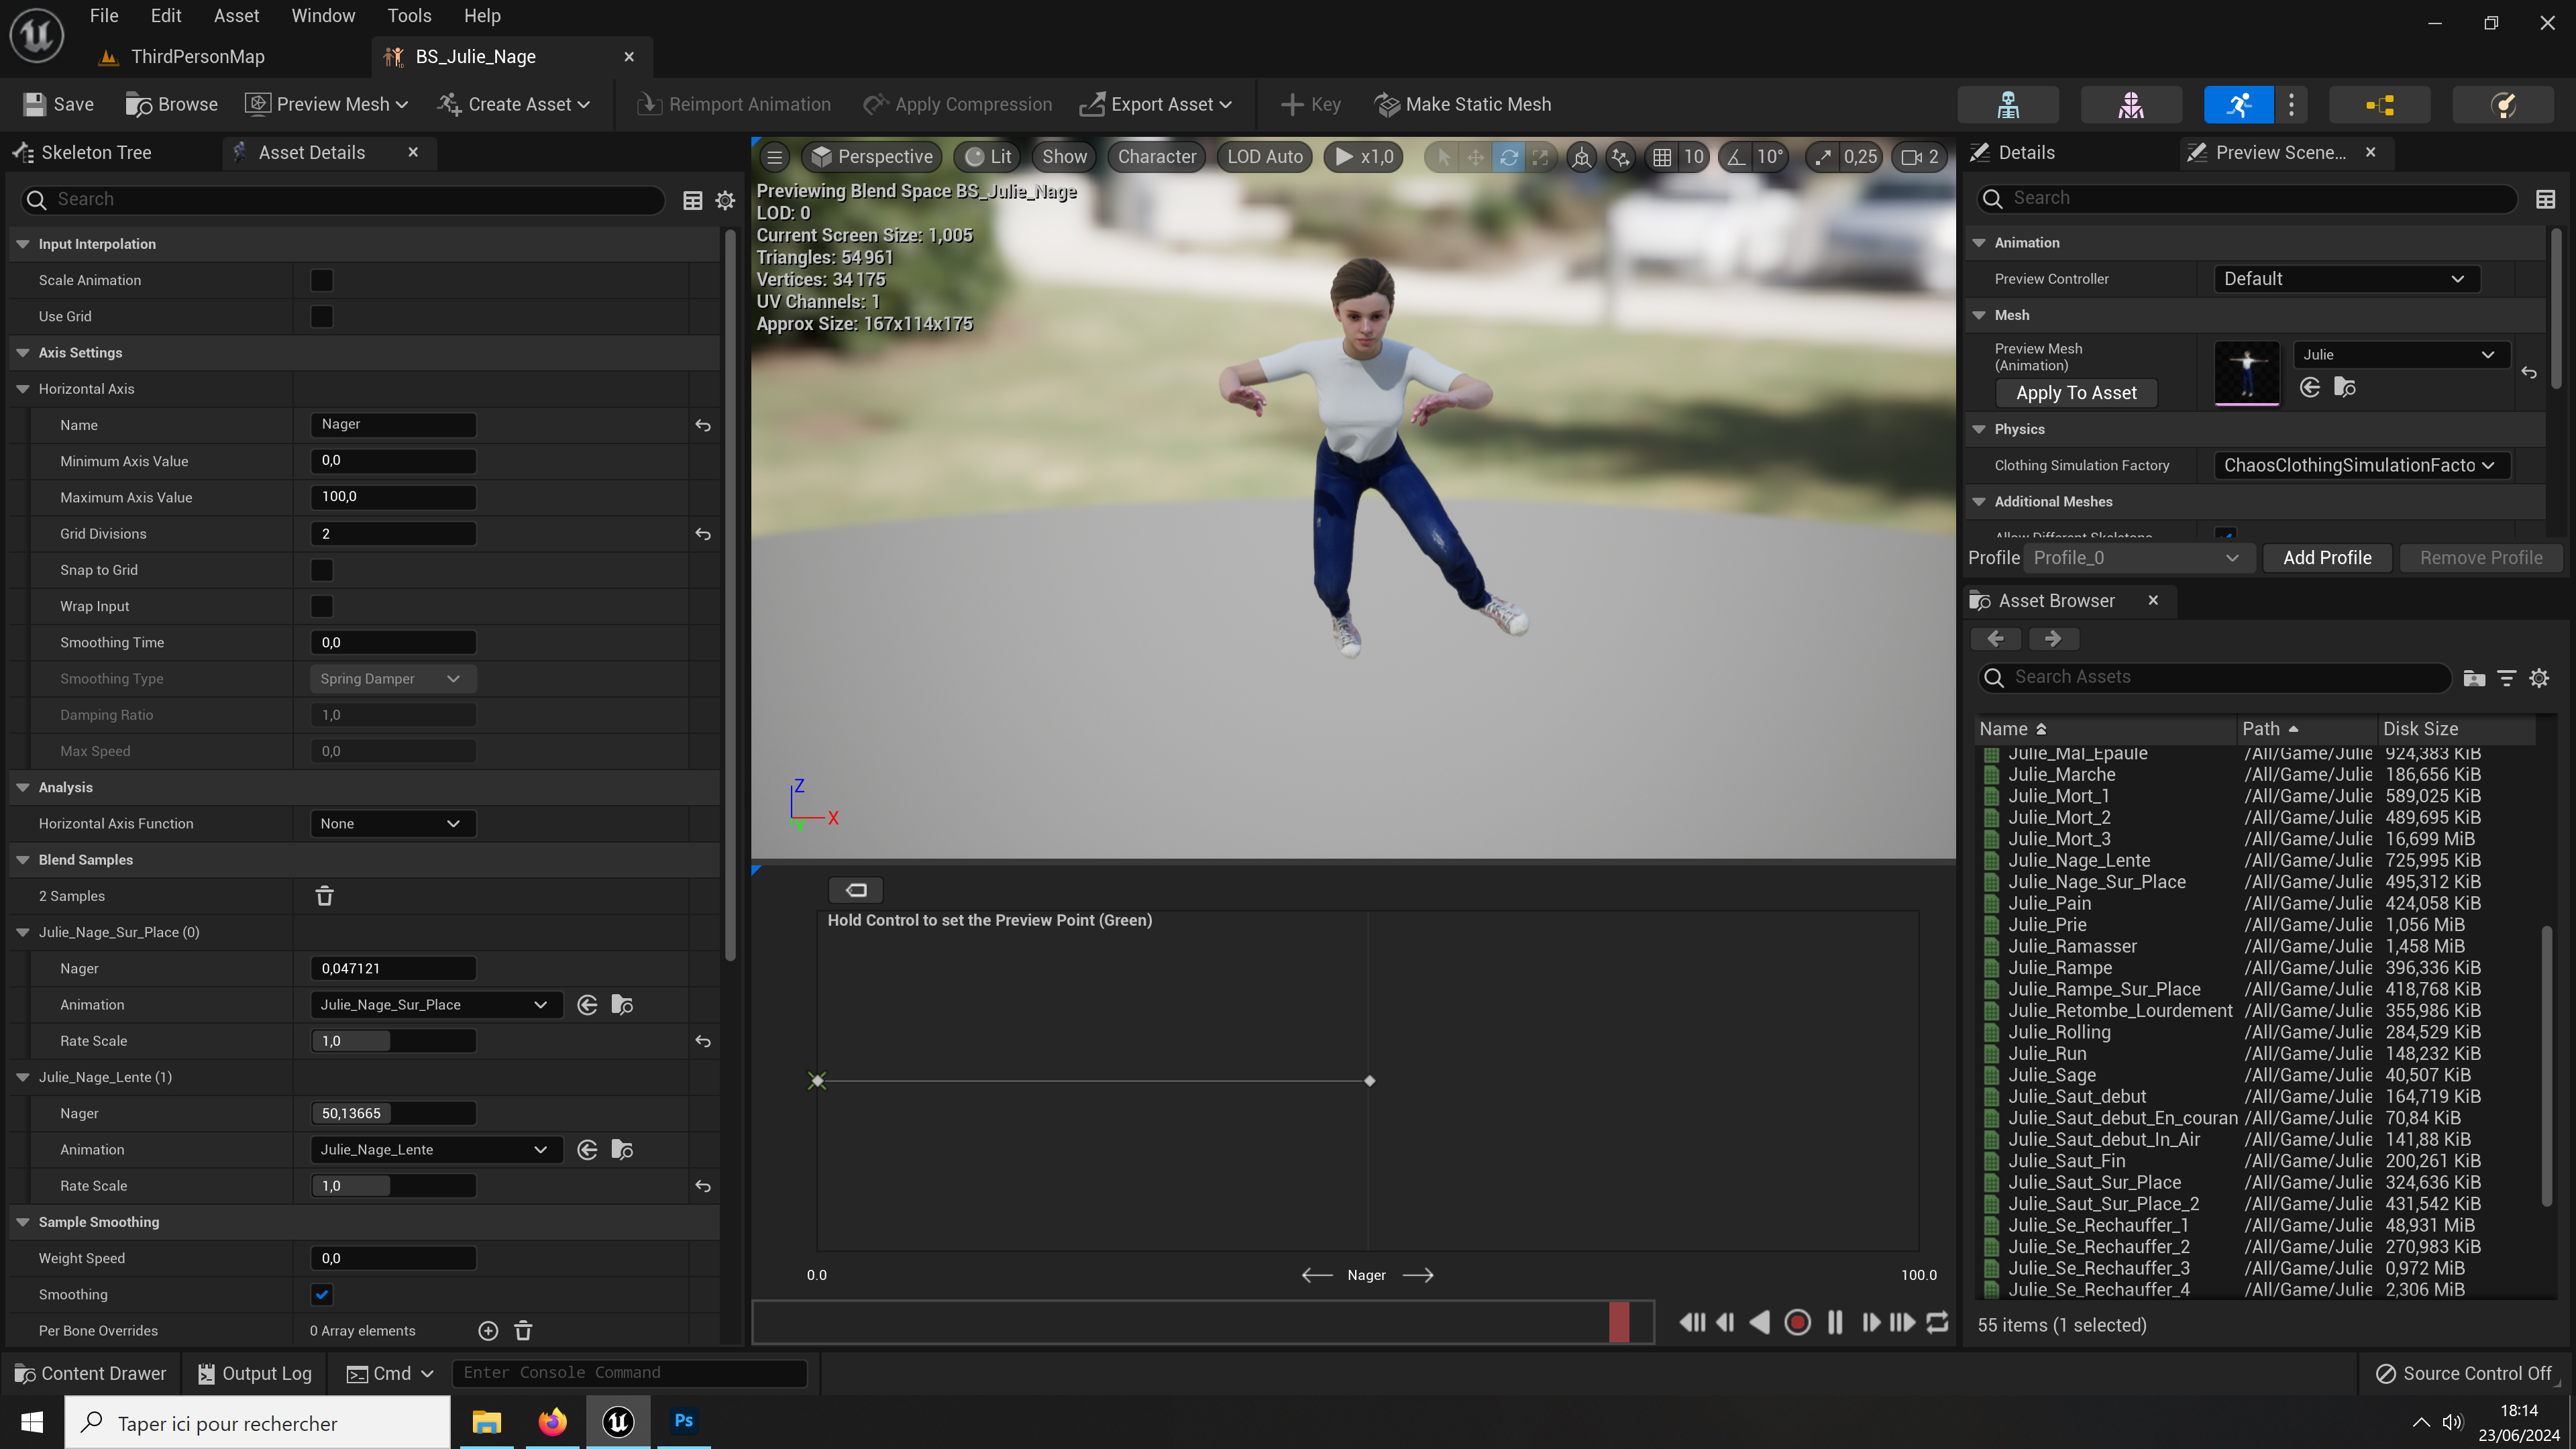 File Edit Asset Window Tools Help
ThirdPersonMap
BS_Julie_Nage
Save Browse Preview Mesh Create Asset Reimport Animation Apply Compression Export Asset Key Make Static Mesh
Skeleton Tree
Asset Details
Search
Input Interpolation
Scale Animation
Use Grid
Axis Settings
Horizontal Axis
Name Nager
Minimum Axis Value 0,0
Maximum Axis Value 100,0
Grid Divisions 2
Snap to Grid
Wrap Input
Smoothing Time 0,0
Smoothing Type Spring Damper
Damping Ratio 1,0
Max Speed 0,0
Analysis
Horizontal Axis Function None
Blend Samples
2 Samples
Julie_Nage_Sur_Place (0)
Nager 0,047121
Animation Julie_Nage_Sur_Place
Rate Scale 1,0
Julie_Nage_Lente (1)
Nager 50,13665
Animation Julie_Nage_Lente
Rate Scale 1,0
Sample Smoothing
Weight Speed 0,0
Smoothing
Per Bone Overrides 0 Array elements
Perspective Lit Show Character LOD Auto x1,0 10 10° 0,25 2
Previewing Blend Space BS_Julie_Nage
LOD: 0
Current Screen Size: 1,005
Triangles: 54 961
Vertices: 34 175
UV Channels: 1
Approx Size: 167x114x175
Z
X
Y
Hold Control to set the Preview Point (Green)
0.0 Nager 100.0
Details
Preview Scene...
Search
Animation
Preview Controller Default
Mesh
Preview Mesh
(Animation)
Julie
Apply To Asset
Physics
Clothing Simulation Factory ChaosClothingSimulationFacto
Additional Meshes
Allow Different Skeletons
Profile Profile_0 Add Profile Remove Profile
Asset Browser
Search Assets
Name Path Disk Size
Julie_Mal_Epaule /All/Game/Julie 924,383 KiB
Julie_Marche /All/Game/Julie 186,656 KiB
Julie_Mort_1 /All/Game/Julie 589,025 KiB
Julie_Mort_2 /All/Game/Julie 489,695 KiB
Julie_Mort_3 /All/Game/Julie 16,699 MiB
Julie_Nage_Lente /All/Game/Julie 725,995 KiB
Julie_Nage_Sur_Place /All/Game/Julie 495,312 KiB
Julie_Pain /All/Game/Julie 424,058 KiB
Julie_Prie /All/Game/Julie 1,056 MiB
Julie_Ramasser /All/Game/Julie 1,458 MiB
Julie_Rampe /All/Game/Julie 396,336 KiB
Julie_Rampe_Sur_Place /All/Game/Julie 418,768 KiB
Julie_Retombe_Lourdement /All/Game/Julie 355,986 KiB
Julie_Rolling /All/Game/Julie 284,529 KiB
Julie_Run /All/Game/Julie 148,232 KiB
Julie_Sage /All/Game/Julie 40,507 KiB
Julie_Saut_debut /All/Game/Julie 164,719 KiB
Julie_Saut_debut_En_couran /All/Game/Julie 70,84 KiB
Julie_Saut_debut_In_Air /All/Game/Julie 141,88 KiB
Julie_Saut_Fin /All/Game/Julie 200,261 KiB
Julie_Saut_Sur_Place /All/Game/Julie 324,636 KiB
Julie_Saut_Sur_Place_2 /All/Game/Julie 431,542 KiB
Julie_Se_Rechauffer_1 /All/Game/Julie 48,931 MiB
Julie_Se_Rechauffer_2 /All/Game/Julie 270,983 KiB
Julie_Se_Rechauffer_3 /All/Game/Julie 0,972 MiB
Julie_Se_Rechauffer_4 /All/Game/Julie 2,306 MiB
55 items (1 selected)
Content Drawer Output Log Cmd Enter Console Command Source Control Off
Taper ici pour rechercher
Ps
18:14
23/06/2024